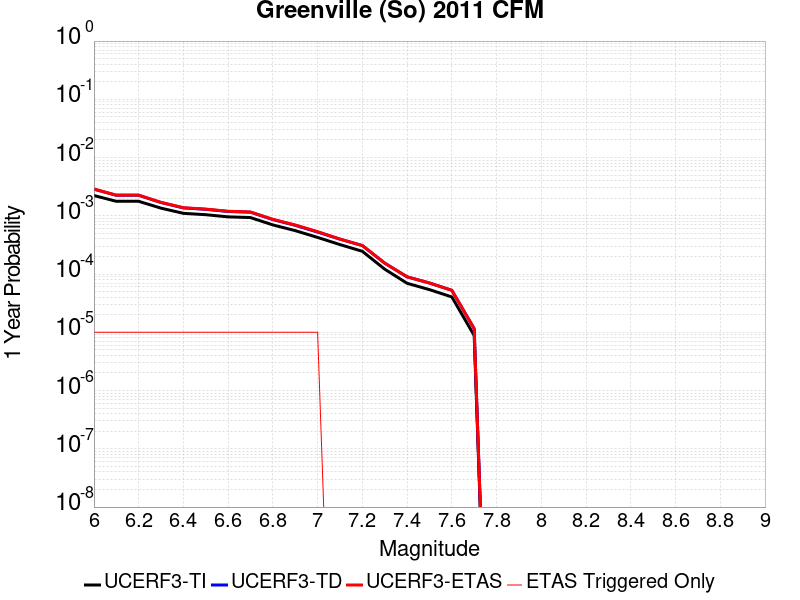 Greenville (So) 2011 CFM
10^0
10^-1
10^-2
10^-3
10^-4
10^-5
10^-6
10^-7
10^-8
1 Year Probability
6 6.2 6.4 6.6 6.8 7 7.2 7.4 7.6 7.8 8 8.2 8.4 8.6 8.8 9
Magnitude
UCERF3-TI UCERF3-TD UCERF3-ETAS ETAS Triggered Only